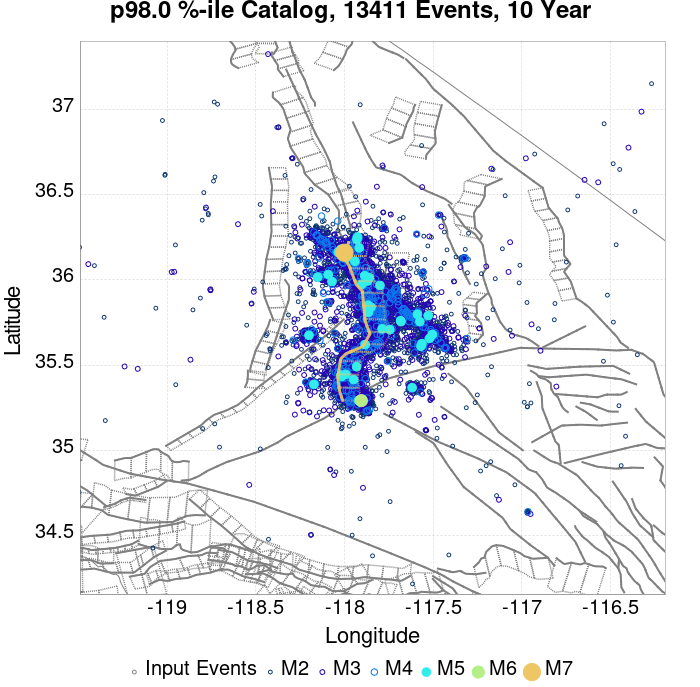 p98.0 %-ile Catalog, 13411 Events, 10 Year
Latitude
37
36.5
36
35.5
35
34.5
-119 -118.5 -118 -117.5 -117 -116.5
Longitude
Input Events M2 M3 M4 M5 M6 M7